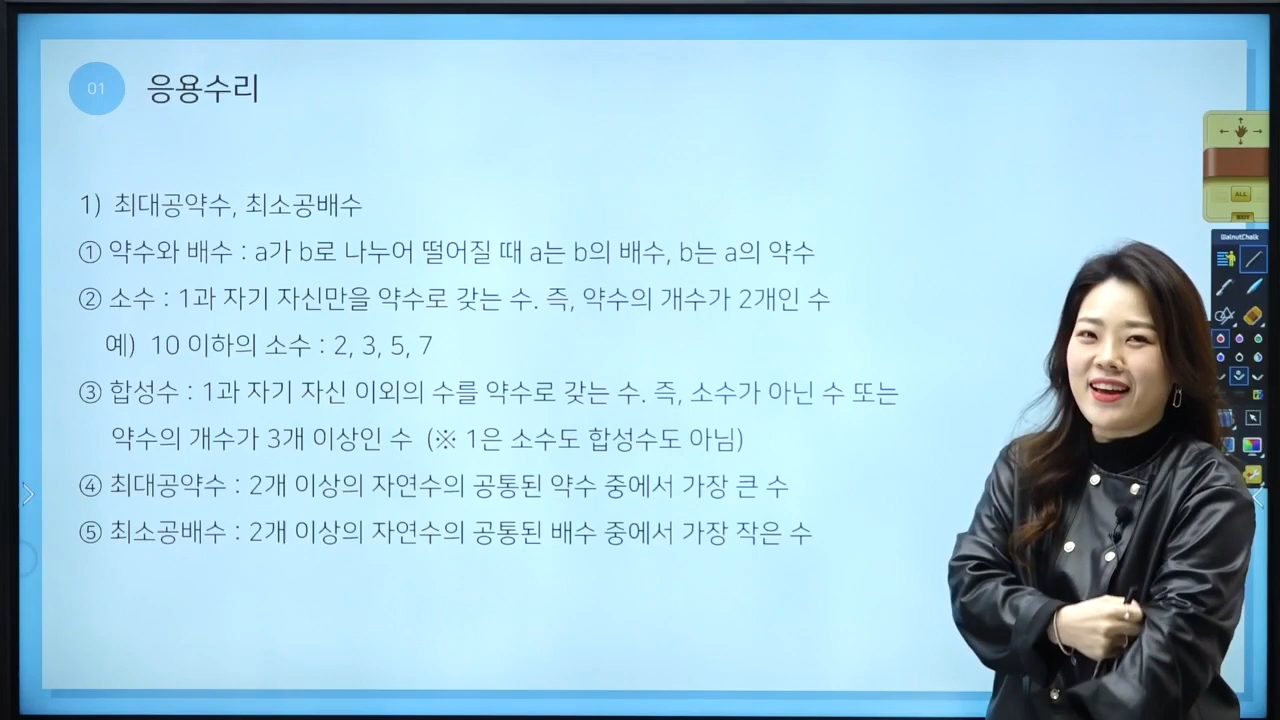 01 응용수리
1) 최대공약수, 최소공배수
① 약수와 배수 : a가 b로 나누어 떨어질 때 a는 b의 배수, b는 a의 약수
② 소수 : 1과 자기 자신만을 약수로 갖는 수. 즉, 약수의 개수가 2개인 수
예) 10 이하의 소수 : 2, 3, 5, 7
③ 합성수 : 1과 자기 자신 이외의 수를 약수로 갖는 수. 즉, 소수가 아닌 수 또는
약수의 개수가 3개 이상인 수 (※ 1은 소수도 합성수도 아님)
④ 최대공약수 : 2개 이상의 자연수의 공통된 약수 중에서 가장 큰 수
⑤ 최소공배수 : 2개 이상의 자연수의 공통된 배수 중에서 가장 작은 수
ALL
WalnutChalk